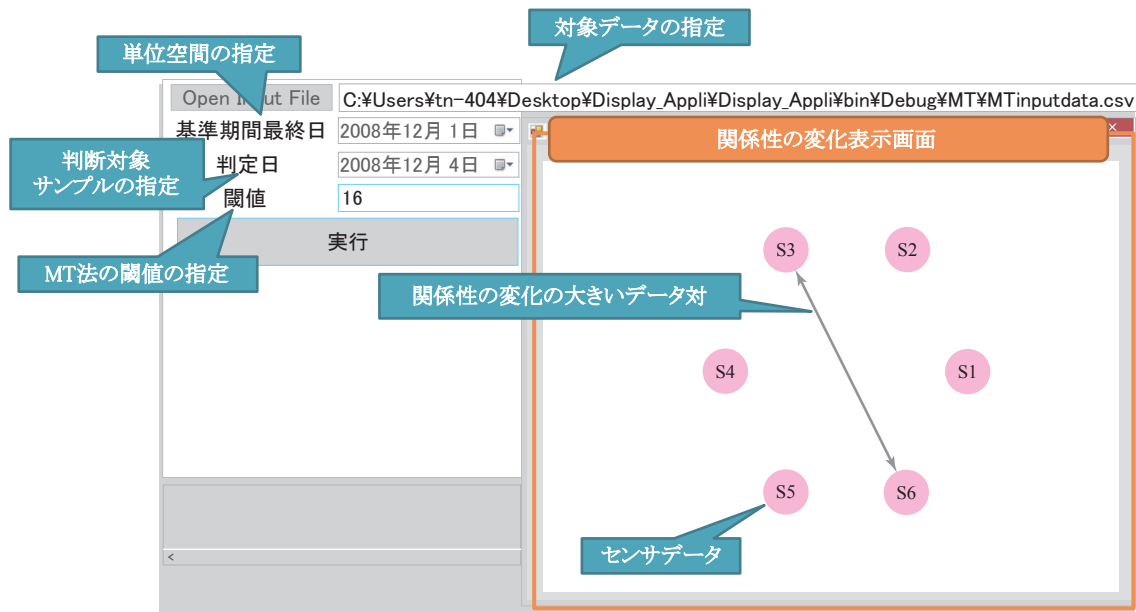 対象データの指定
単位空間の指定
Open In ut File
C:¥Users¥tn-404¥Desktop¥Display_Appli¥Display_Appli¥bin¥Debug¥MT¥MTinputdata.csv
基準期間最終日
2008年12月 1日
関係性の変化表示画面
×
判断対象
サンプルの指定
判定日
2008年12月 4日
閾値
16
実行
MT法の閾値の指定
S3
S2
関係性の変化の大きいデータ対
S4
S1
S5
S6
センサデータ
<